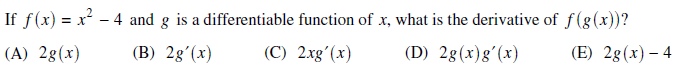 If f(x) = x² – 4 and g is a differentiable function of x, what is the derivative of f(g(x))?
(A) 2g(x) (B) 2g′(x) (C) 2xg′(x) (D) 2g(x)g′(x) (E) 2g(x) – 4